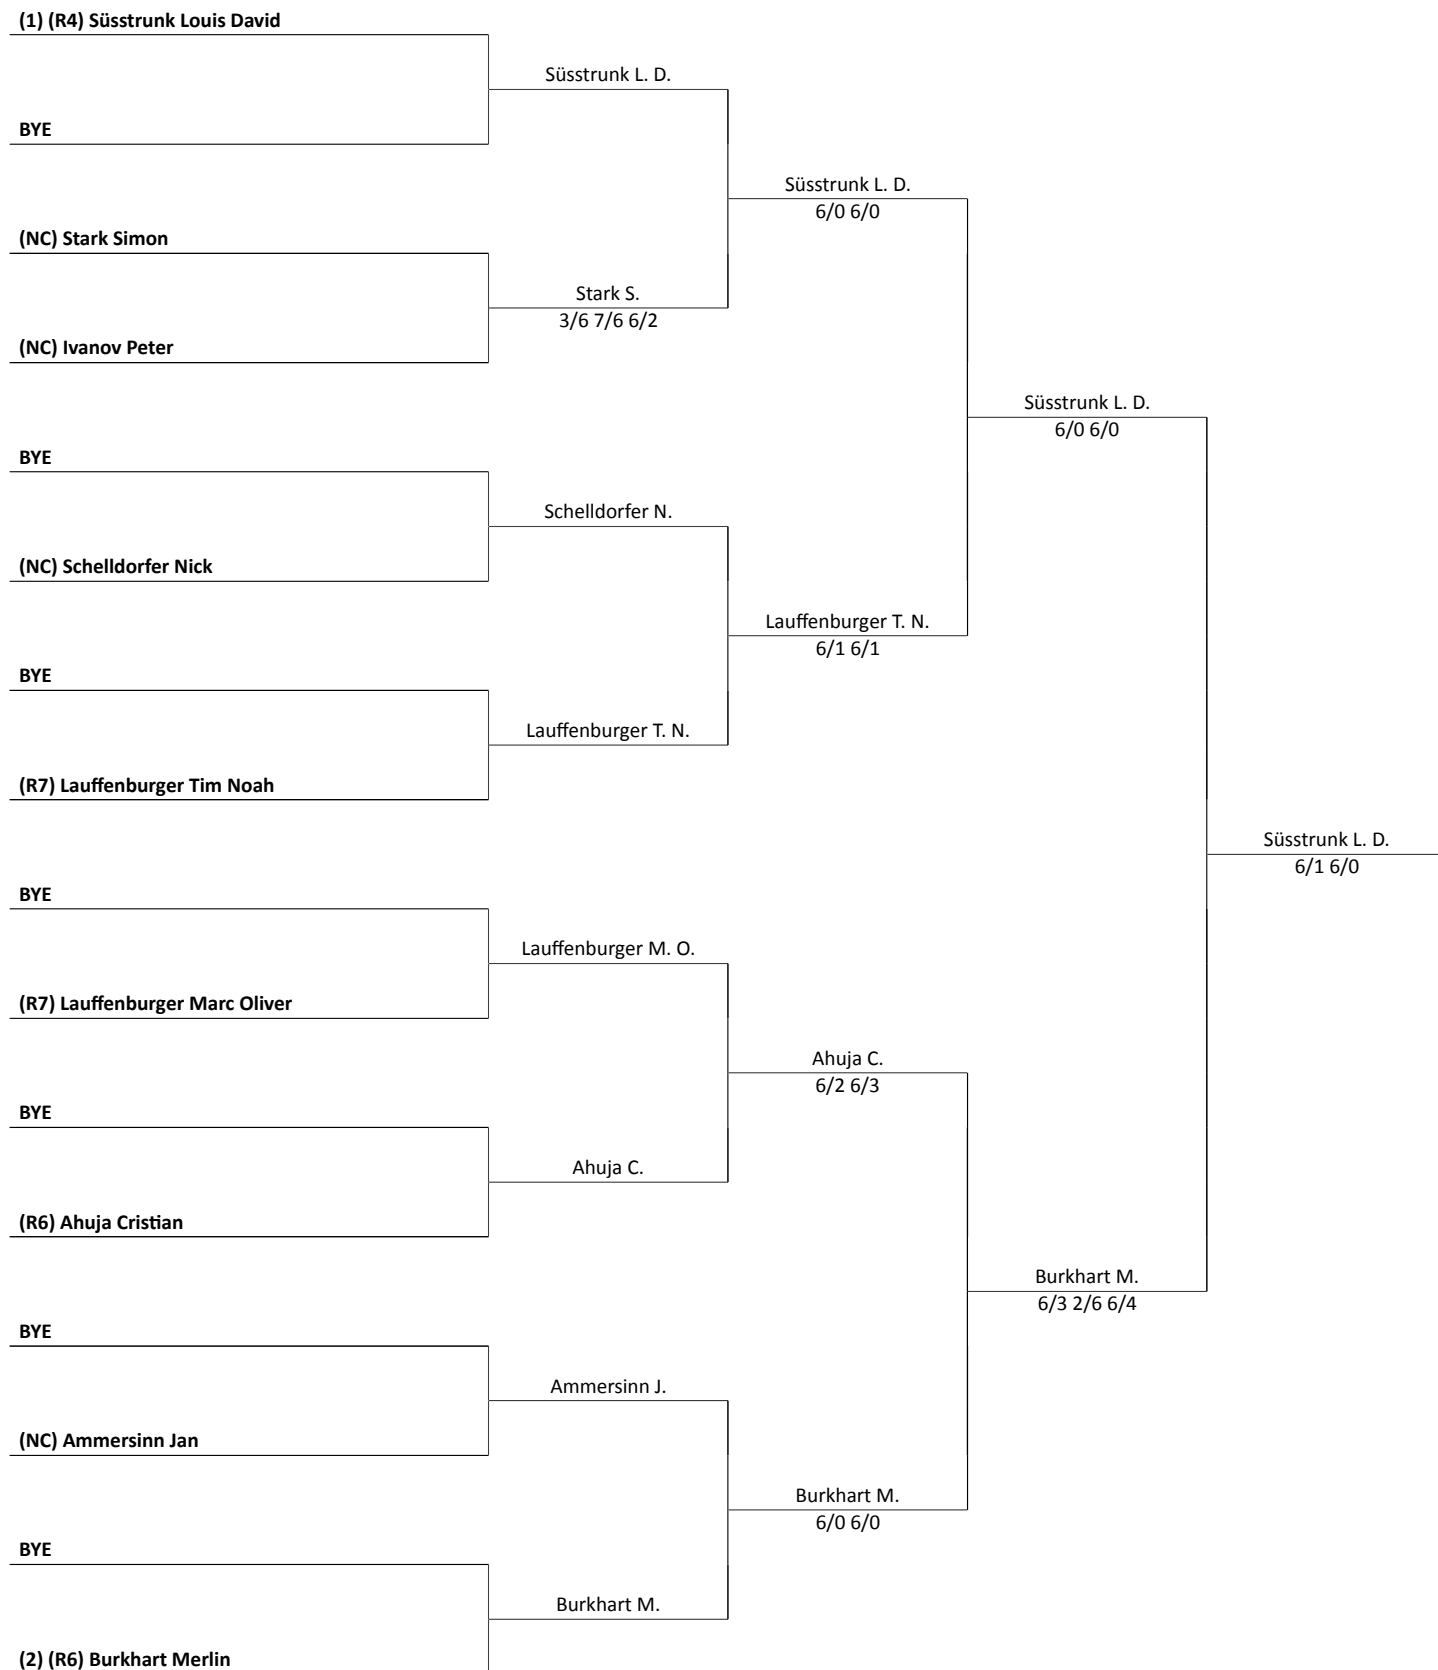 (1) (R4) Süsstrunk Louis David
Süsstrunk L. D.
BYE
Süsstrunk L. D.
6/0 6/0
(NC) Stark Simon
Stark S.
3/6 7/6 6/2
(NC) Ivanov Peter
Süsstrunk L. D.
6/0 6/0
BYE
Schelldorfer N.
(NC) Schelldorfer Nick
Lauffenburger T. N.
6/1 6/1
BYE
Lauffenburger T. N.
(R7) Lauffenburger Tim Noah
Süsstrunk L. D.
6/1 6/0
BYE
Lauffenburger M. O.
(R7) Lauffenburger Marc Oliver
Ahuja C.
6/2 6/3
BYE
Ahuja C.
(R6) Ahuja Cristian
Burkhart M.
6/3 2/6 6/4
BYE
Ammersinn J.
(NC) Ammersinn Jan
Burkhart M.
6/0 6/0
BYE
Burkhart M.
(2) (R6) Burkhart Merlin